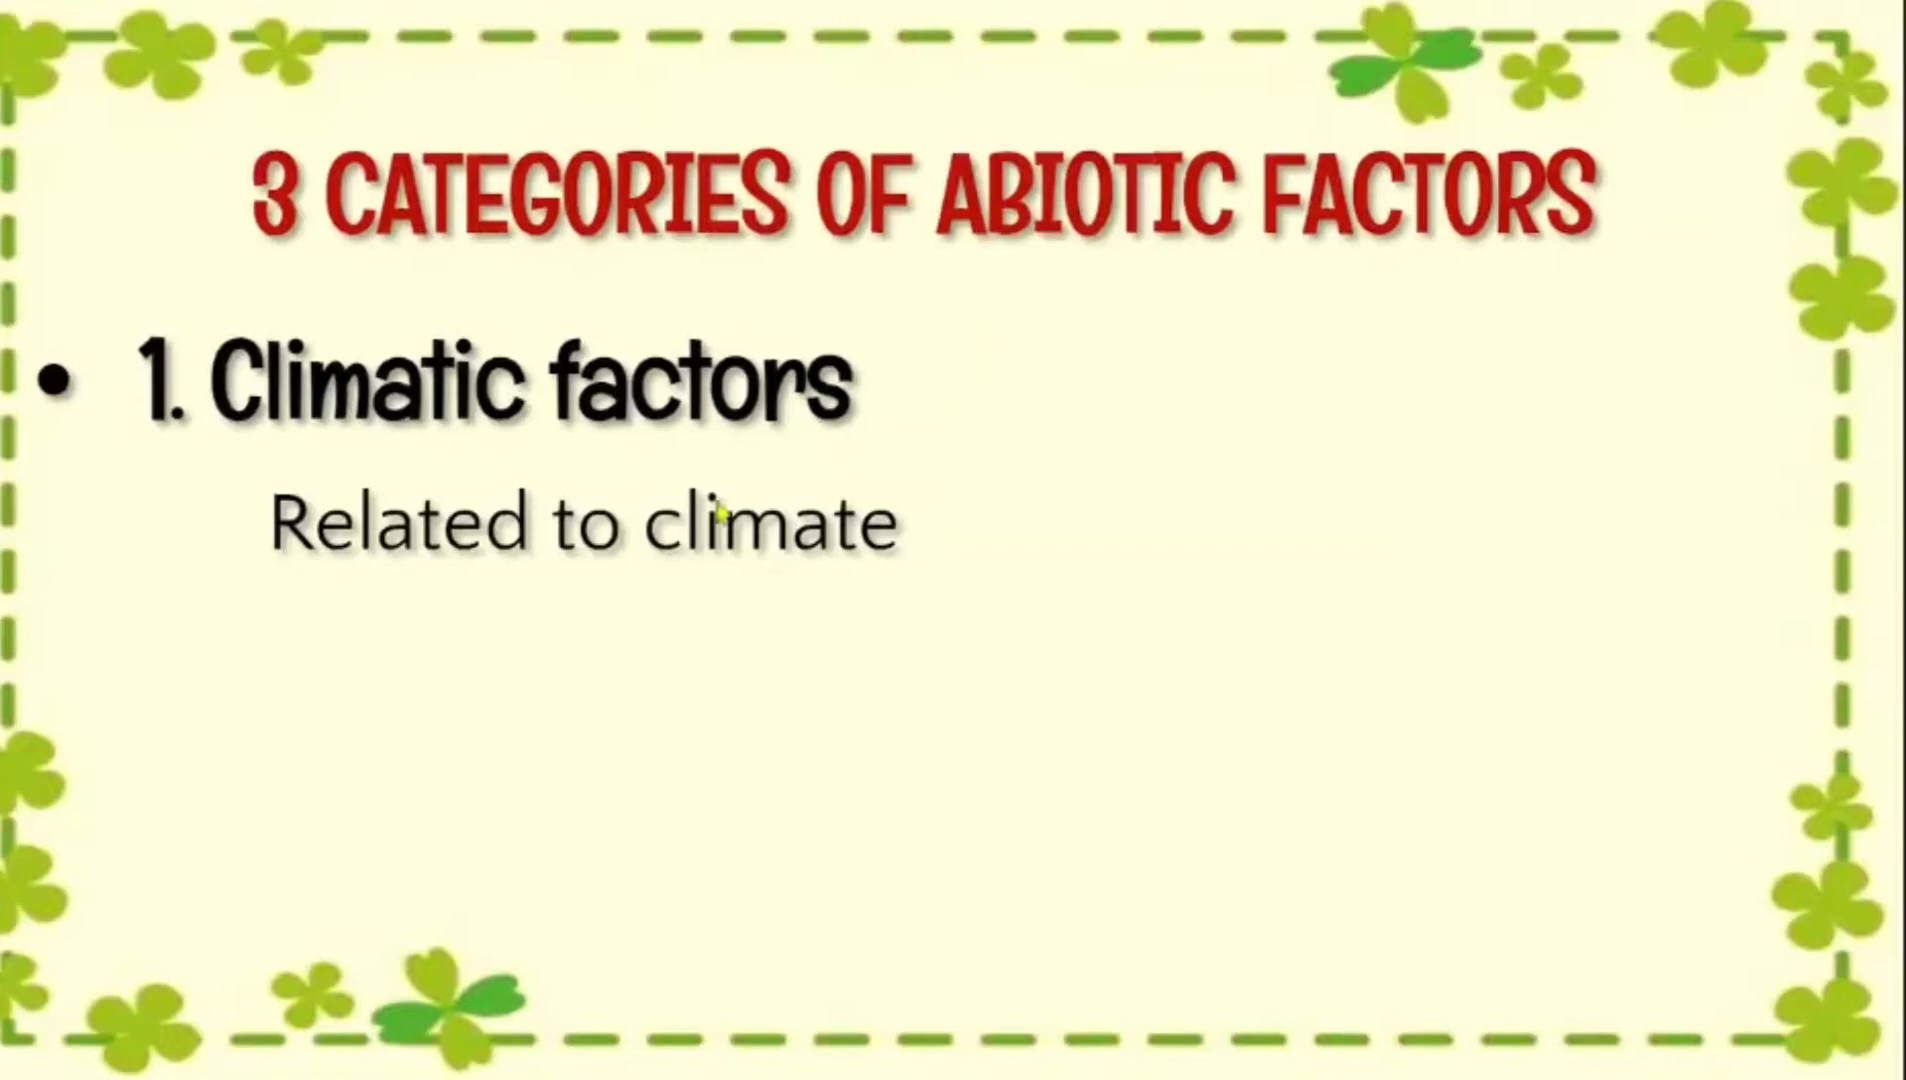 3 CATEGORIES OF ABIOTIC FACTORS
• 1. Climatic factors
Related to climate